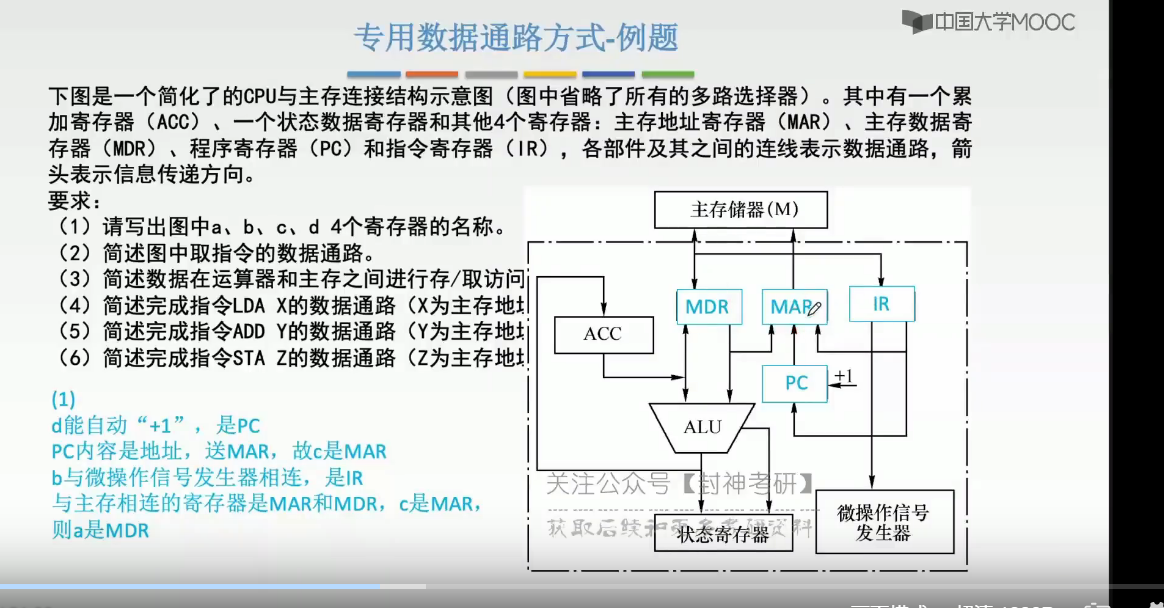 中国大学MOOC
专用数据通路方式-例题
下图是一个简化了的CPU与主存连接结构示意图（图中省略了所有的多路选择器）。其中有一个累
加寄存器（ACC）、一个状态数据寄存器和其他4个寄存器：主存地址寄存器（MAR）、主存数据寄
存器（MDR）、程序寄存器（PC）和指令寄存器（IR），各部件及其之间的连线表示数据通路，箭
头表示信息传递方向。
要求：
（1）请写出图中a、b、c、d 4个寄存器的名称。
（2）简述图中取指令的数据通路。
（3）简述数据在运算器和主存之间进行存/取访问
（4）简述完成指令LDA X的数据通路（X为主存地
（5）简述完成指令ADD Y的数据通路（Y为主存地
（6）简述完成指令STA Z的数据通路（Z为主存地
(1)
d能自动“+1”，是PC
PC内容是地址，送MAR，故c是MAR
b与微操作信号发生器相连，是IR
与主存相连的寄存器是MAR和MDR，c是MAR，
则a是MDR
主存储器(M)
MDR
MAR
IR
ACC
PC
+1
ALU
关注公众号【封神考研】
获取后续和更多考研资料
状态寄存器
微操作信号
发生器